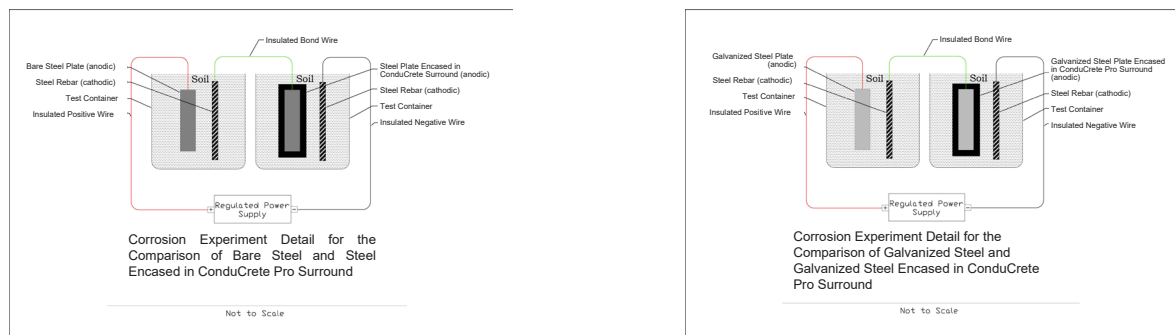 Insulated Bond Wire
Bare Steel Plate (anodic)
Steel Rebar (cathodic)
Test Container
Insulated Positive Wire
Soil
Soil
Steel Plate Encased in
ConduCrete Surround (anodic)
Steel Rebar (cathodic)
Test Container
Insulated Negative Wire
+
Regulated Power
Supply
−
Corrosion Experiment Detail for the
Comparison of Bare Steel and Steel
Encased in ConduCrete Pro Surround
Not to Scale
Insulated Bond Wire
Galvanized Steel Plate
(anodic)
Steel Rebar (cathodic)
Test Container
Insulated Positive Wire
Soil
Soil
Galvanized Steel Plate Encased
in ConduCrete Pro Surround
(anodic)
Steel Rebar (cathodic)
Test Container
Insulated Negative Wire
+
Regulated Power
Supply
−
Corrosion Experiment Detail for the
Comparison of Galvanized Steel and
Galvanized Steel Encased in ConduCrete
Pro Surround
Not to Scale